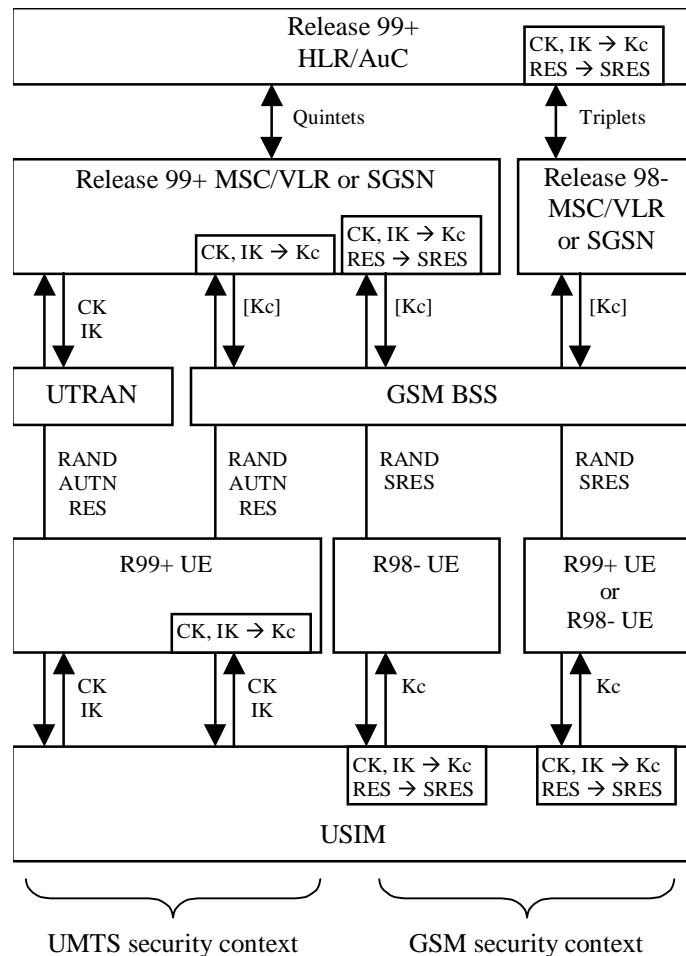 Release 99+
HLR/AuC
CK, IK → Kc
RES → SRES
Quintets
Triplets
Release 99+ MSC/VLR or SGSN
CK, IK → Kc
CK, IK → Kc
RES → SRES
Release 98-
MSC/VLR
or SGSN
CK
IK
[Kc]
[Kc]
[Kc]
UTRAN
GSM BSS
RAND
AUTN
RES
RAND
AUTN
RES
RAND
SRES
RAND
SRES
R99+ UE
CK, IK → Kc
R98- UE
R99+ UE
or
R98- UE
CK
IK
CK
IK
Kc
Kc
CK, IK → Kc
RES → SRES
CK, IK → Kc
RES → SRES
USIM
UMTS security context
GSM security context